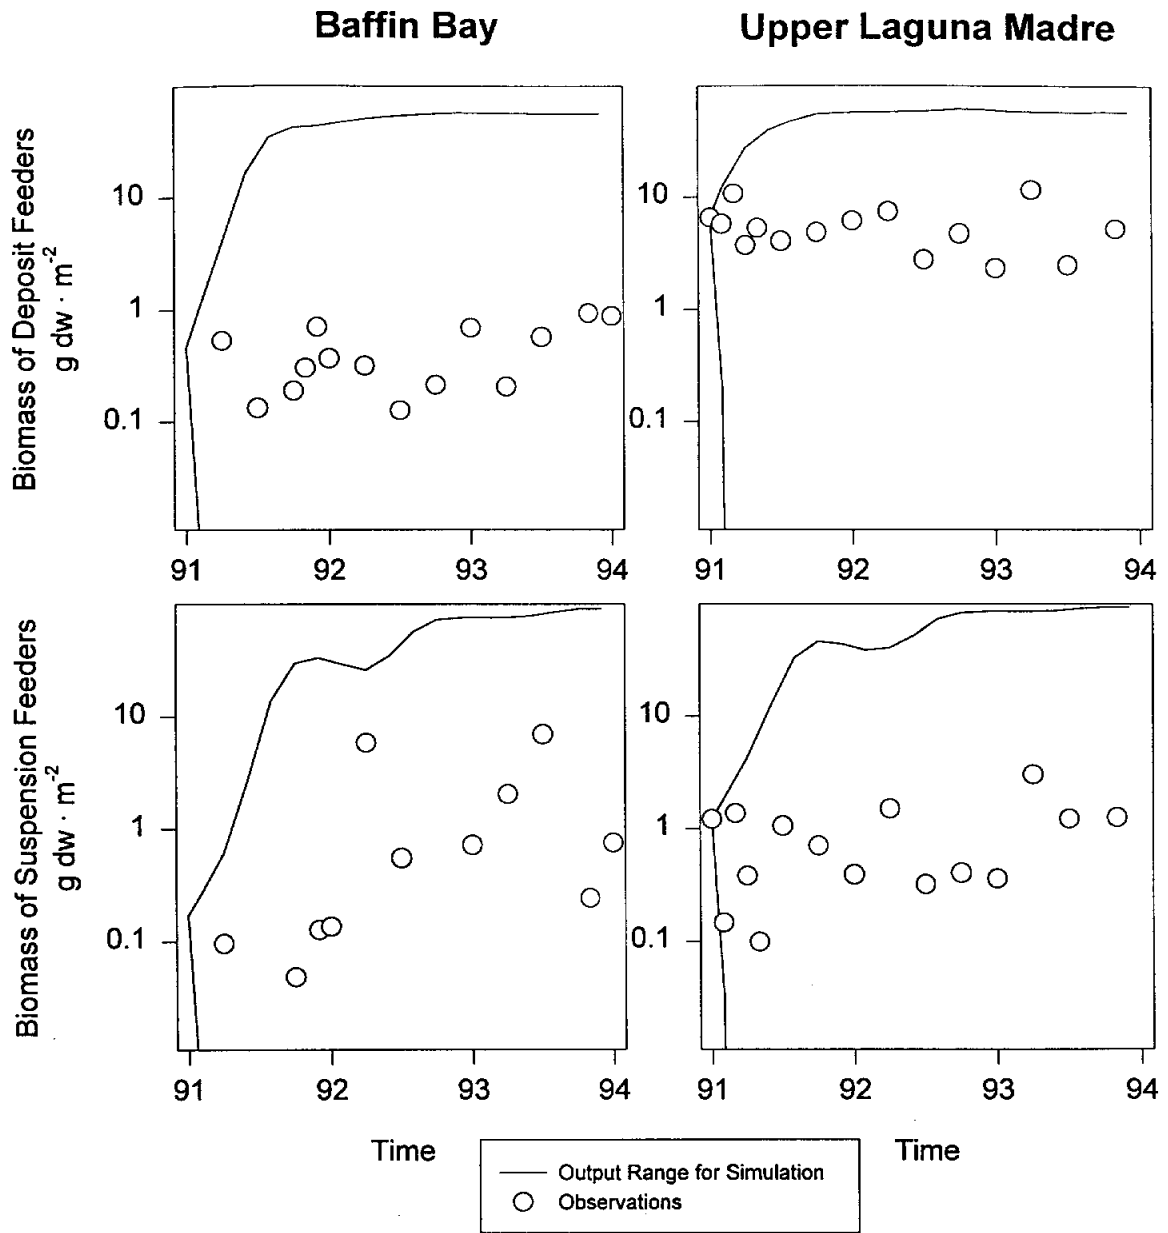 Baffin Bay
Upper Laguna Madre
Biomass of Deposit Feeders
g dw · m⁻²
10
1
0.1
91
92
93
94
10
1
0.1
91
92
93
94
Biomass of Suspension Feeders
g dw · m⁻²
10
1
0.1
91
92
93
94
Time
10
1
0.1
91
92
93
94
Time
Output Range for Simulation
Observations